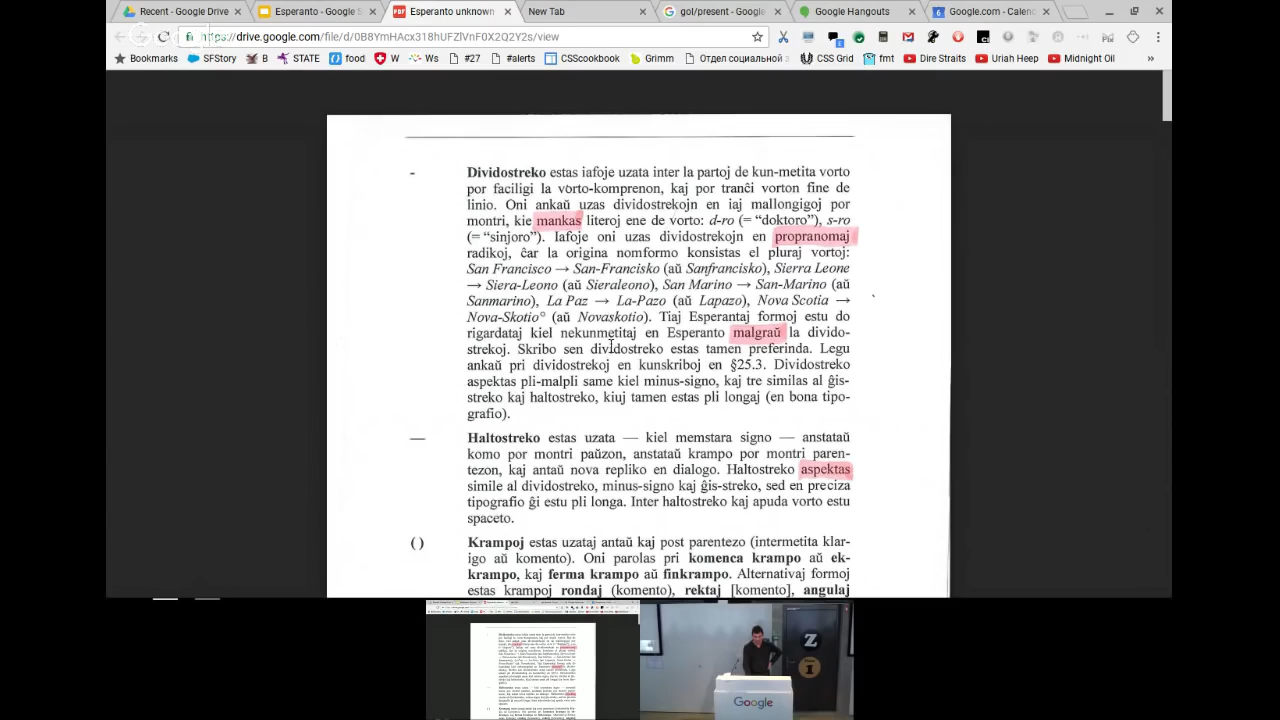 Recent - Google Drive
Esperanto - Google S
Esperanto unknown
New Tab
Google Hangouts
Google.com - Calend
https://drive.google.com/file/d/0B8YmHAcx318hUFZlVnF0X2Q2Y2s/view
Bookmarks SFStory B STATE food W Ws #27 #alerts CSScookbook Grimm Отдел социальной з CSS Grid fmt Dire Straits Uriah Heep Midnight Oil »
- Dividostreko estas iafoje uzata inter la partoj de kun-metita vorto
por faciligi la vorto-komprenon, kaj por tranĉi vorton fine de
linio. Oni ankaŭ uzas dividostrekojn en iaj mallongigoj por
montri, kie mankas literoj ene de vorto: d-ro (= “doktoro”), s-ro
(= “sinjoro”). Iafoje oni uzas dividostrekojn en propranomaj
radikoj, ĉar la origina nomformo konsistas el pluraj vortoj:
San Francisco → San-Francisko (aŭ Sanfrancisko), Sierra Leone
→ Siera-Leono (aŭ Sieraleono), San Marino → San-Marino (aŭ
Sanmarino), La Paz → La-Pazo (aŭ Lapazo), Nova Scotia →
Nova-Skotio° (aŭ Novaskotio). Tiaj Esperantaj formoj estu do
rigardataj kiel nekunmetitaj en Esperanto malgraŭ la divido-
strekoj. Skribo sen dividostreko estas tamen preferinda. Legu
ankaŭ pri dividostrekoj en kunskriboj en §25.3. Dividostreko
aspektas pli-malpli same kiel minus-signo, kaj tre similas al ĝis-
streko kaj haltostreko, kiuj tamen estas pli longaj (en bona tipo-
grafio).
— Haltostreko estas uzata — kiel memstara signo — anstataŭ
komo por montri paŭzon, anstataŭ krampo por montri paren-
tezon, kaj antaŭ nova repliko en dialogo. Haltostreko aspektas
simile al dividostreko, minus-signo kaj ĝis-streko, sed en preciza
tipografio ĝi estu pli longa. Inter haltostreko kaj apuda vorto estu
spaceto.
( ) Krampoj estas uzataj antaŭ kaj post parentezo (intermetita klar-
igo aŭ komento). Oni parolas pri komenca krampo aŭ ek-
krampo, kaj ferma krampo aŭ finkrampo. Alternativaj formoj
estas krampoj rondaj (komento), rektaj [komento], angulaj
Google